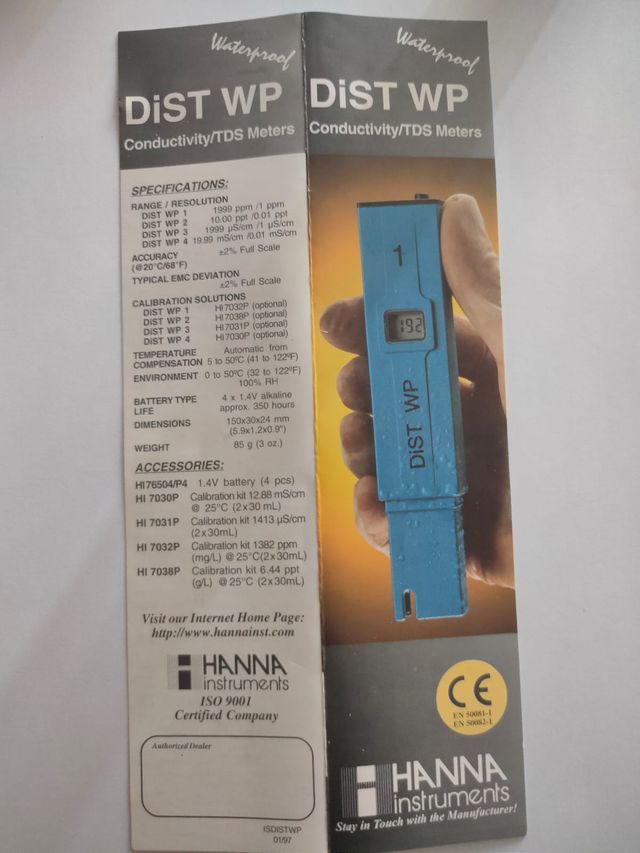 Waterproof
DiST WP
Conductivity/TDS Meters
SPECIFICATIONS:
RANGE / RESOLUTION
DiST WP 1 1999 ppm /1 ppm
DiST WP 2 10.00 ppt /0.01 ppt
DiST WP 3 1999 µS/cm /1 µS/cm
DiST WP 4 19.99 mS/cm /0.01 mS/cm
ACCURACY ±2% Full Scale
(@20°C/68°F)
TYPICAL EMC DEVIATION
±2% Full Scale
CALIBRATION SOLUTIONS
DiST WP 1 HI7032P (optional)
DiST WP 2 HI7038P (optional)
DiST WP 3 HI7031P (optional)
DiST WP 4 HI7030P (optional)
TEMPERATURE Automatic from
COMPENSATION 5 to 50ºC (41 to 122ºF)
ENVIRONMENT 0 to 50°C (32 to 122°F)
100% RH
BATTERY TYPE 4 x 1.4V alkaline
LIFE approx. 350 hours
DIMENSIONS 150x30x24 mm
(5.9x1.2x0.9")
WEIGHT 85 g (3 oz.)
ACCESSORIES:
HI76504/P4 1.4V battery (4 pcs)
HI 7030P Calibration kit 12.88 mS/cm
@ 25°C (2x30 mL)
HI 7031P Calibration kit 1413 µS/cm
(2x30mL)
HI 7032P Calibration kit 1382 ppm
(mg/L) @ 25°C(2x30mL)
HI 7038P Calibration kit 6.44 ppt
(g/L) @ 25°C (2x30mL)
Visit our Internet Home Page:
http://www.hannainst.com
HANNA
instruments
ISO 9001
Certified Company
Authorized Dealer
ISDISTWP
01/97
Waterproof
DiST WP
Conductivity/TDS Meters
1
192
DiST WP
CE
EN 50081-1
EN 50082-1
HANNA
instruments
Stay in Touch with the Manufacturer!